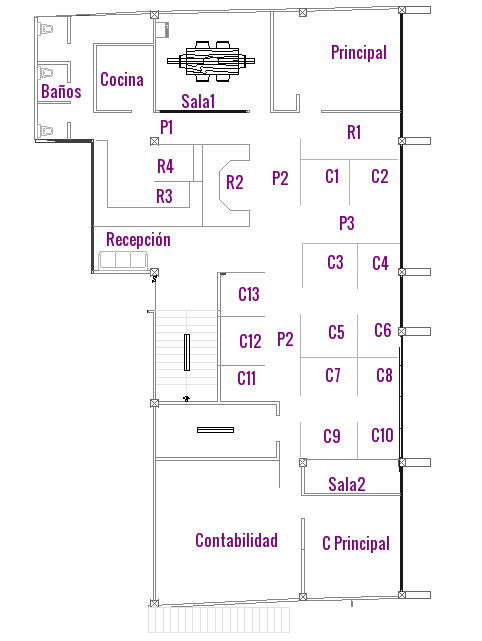 Principal
Cocina
Baños
Sala1
P1
R1
R4
R2
P2
C1
C2
R3
P3
Recepción
C3
C4
C13
C5
C6
C12
P2
C11
C7
C8
C9
C10
Sala2
Contabilidad
C Principal